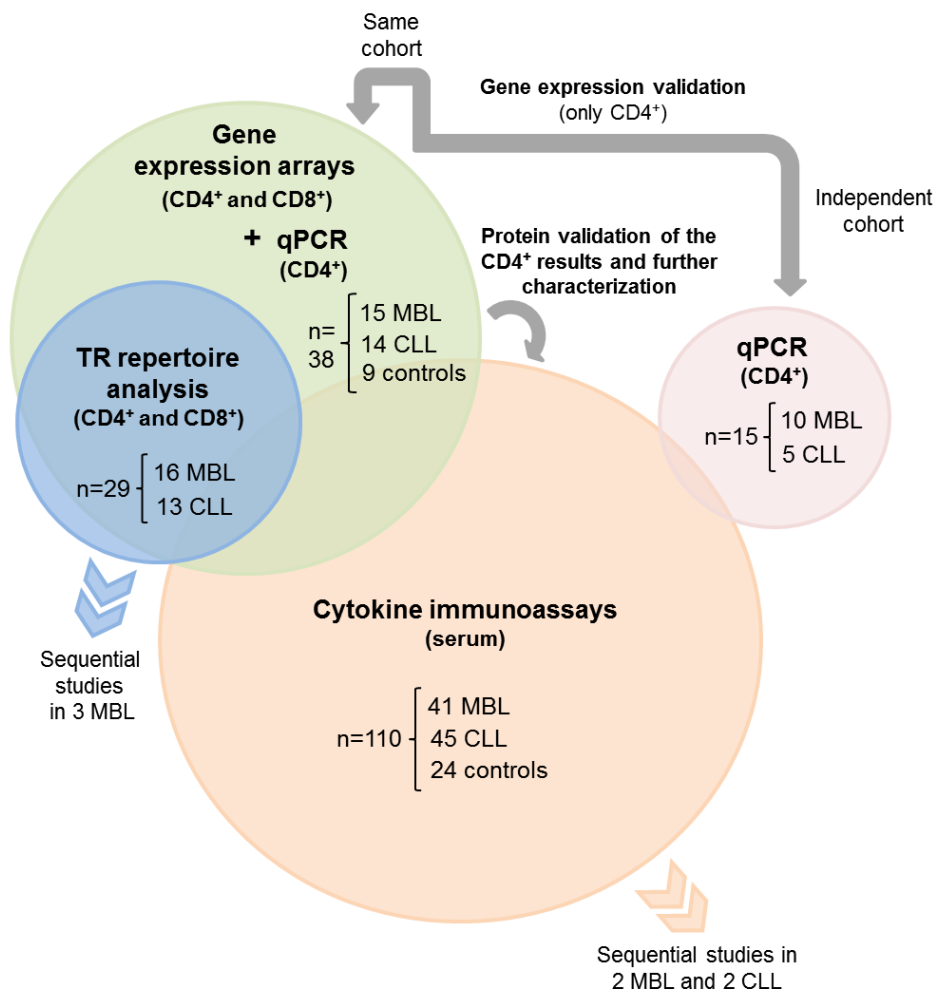 Same
cohort
Gene expression validation
(only CD4⁺)
Gene
expression arrays
(CD4⁺ and CD8⁺)
+ qPCR
(CD4⁺)
n=
38
15 MBL
14 CLL
9 controls
Independent
cohort
Protein validation of the
CD4⁺ results and further
characterization
TR repertoire
analysis
(CD4⁺ and CD8⁺)
n=29
16 MBL
13 CLL
qPCR
(CD4⁺)
n=15
10 MBL
5 CLL
Cytokine immunoassays
(serum)
n=110
41 MBL
45 CLL
24 controls
Sequential
studies
in 3 MBL
Sequential studies in
2 MBL and 2 CLL